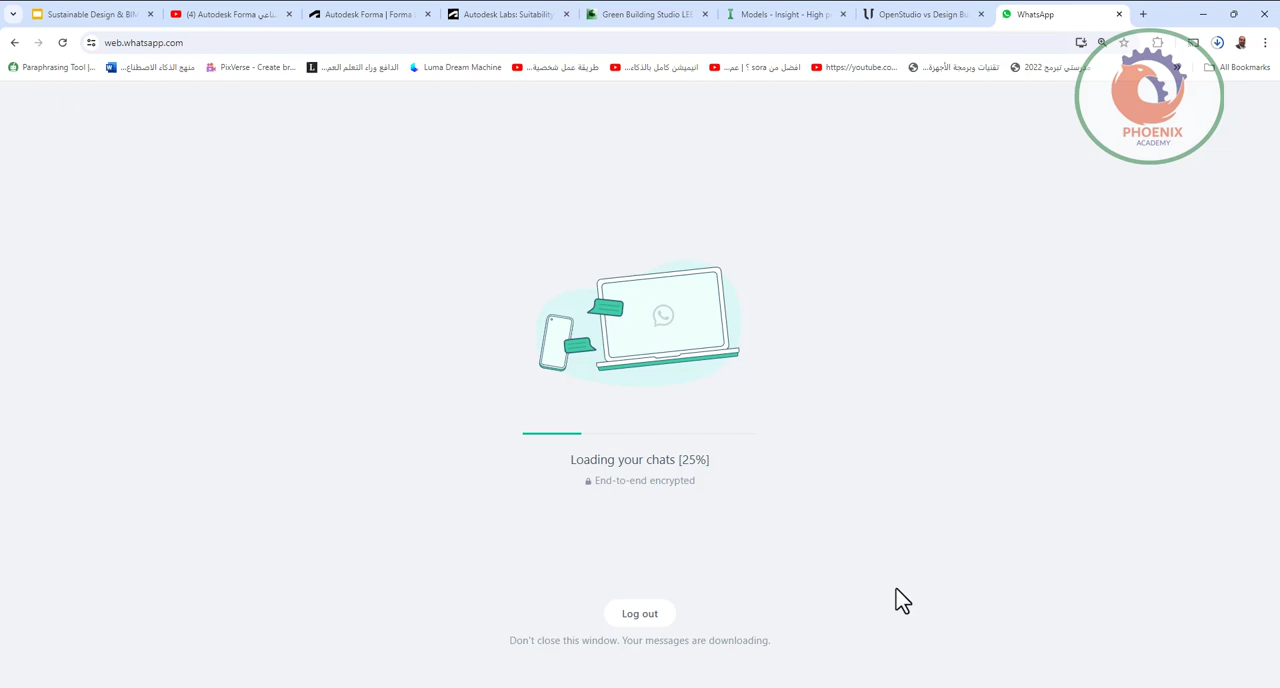 Sustainable Design & BIM
(4) Autodesk Forma
Autodesk Forma | Forma
Autodesk Labs: Suitability
Green Building Studio LEE
Models - Insight - High p
OpenStudio vs Design Bu
WhatsApp
web.whatsapp.com
Paraphrasing Tool |...
منهج الذكاء الاصطناع...
PixVerse - Create br...
الدافع وراء التعلم العم...
Luma Dream Machine
طريقة عمل شخصية...
انيميشن كامل بالذكاء...
افضل من sora ؟ | عم...
https://youtube.co...
تقنيات وبرمجة الأجهزة...
2022
All Bookmarks
PHOENIX
ACADEMY
Loading your chats [25%]
End-to-end encrypted
Log out
Don't close this window. Your messages are downloading.